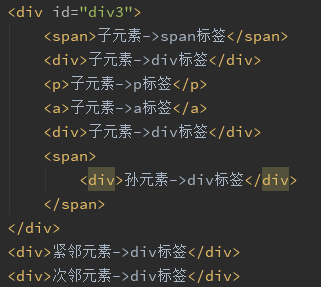 <div id="div3">
<span>子元素->span标签</span>
<div>子元素->div标签</div>
<p>子元素->p标签</p>
<a>子元素->a标签</a>
<div>子元素->div标签</div>
<span>
<div>孙元素->div标签</div>
</span>
</div>
<div>紧邻元素->div标签</div>
<div>次邻元素->div标签</div>